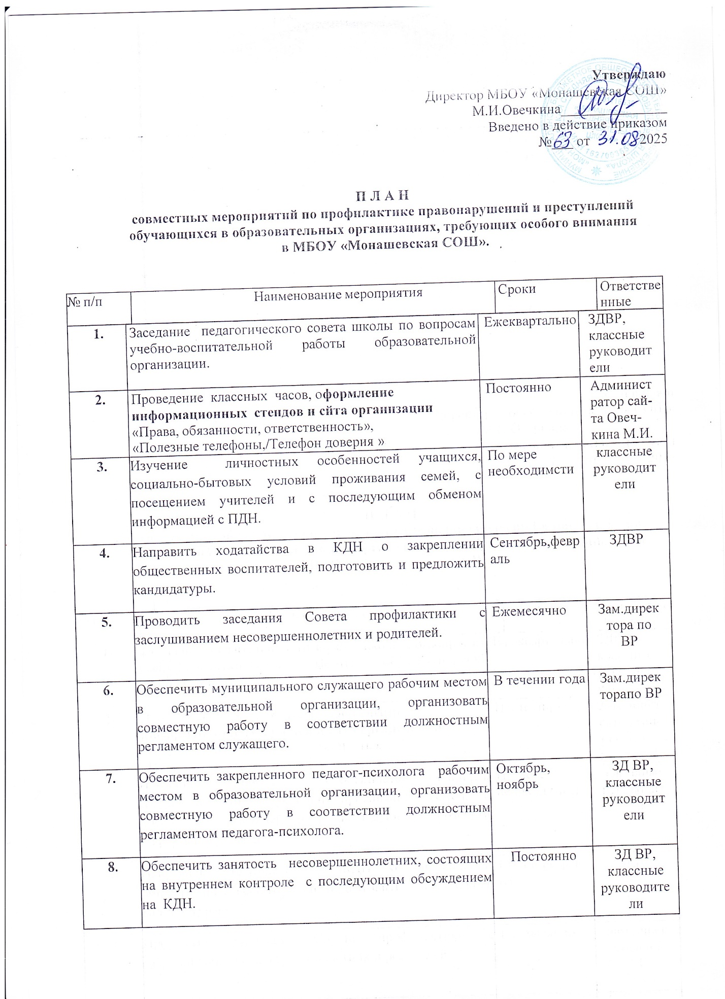 Утверждаю
Директор МБОУ «Монашевская СОШ»
М.И.Овечкина
Введено в действие приказом
№ 63 от 31.08 2025
П Л А Н
совместных мероприятий по профилактике правонарушений и преступлений
обучающихся в образовательных организациях, требующих особого внимания
в МБОУ «Монашевская СОШ».
№ п/п
Наименование мероприятия
Сроки
Ответстве
нные
1.
Заседание педагогического совета школы по вопросам
учебно-воспитательной работы образовательной
организации.
Ежеквартально
ЗДВР,
классные
руководит
ели
2.
Проведение классных часов, оформление
информационных стендов и сйта организации
«Права, обязанности, ответственность»,
«Полезные телефоны,/Телефон доверия »
Постоянно
Админист
ратор сай-
та Овеч-
кина М.И.
3.
Изучение личностных особенностей учащихся,
социально-бытовых условий проживания семей, с
посещением учителей и с последующим обменом
информацией с ПДН.
По мере
необходимсти
классные
руководит
ели
4.
Направить ходатайства в КДН о закреплении
общественных воспитателей, подготовить и предложить
кандидатуры.
Сентябрь,февр
аль
ЗДВР
5.
Проводить заседания Совета профилактики с
заслушиванием несовершеннолетних и родителей.
Ежемесячно
Зам.дирек
тора по
ВР
6.
Обеспечить муниципального служащего рабочим местом
в образовательной организации, организовать
совместную работу в соответствии должностным
регламентом служащего.
В течении года
Зам.дирек
торапо ВР
7.
Обеспечить закрепленного педагог-психолога рабочим
местом в образовательной организации, организовать
совместную работу в соответствии должностным
регламентом педагога-психолога.
Октябрь,
ноябрь
ЗД ВР,
классные
руководит
ели
8.
Обеспечить занятость несовершеннолетних, состоящих
на внутреннем контроле с последующим обсуждением
на КДН.
Постоянно
ЗД ВР,
классные
руководите
ли